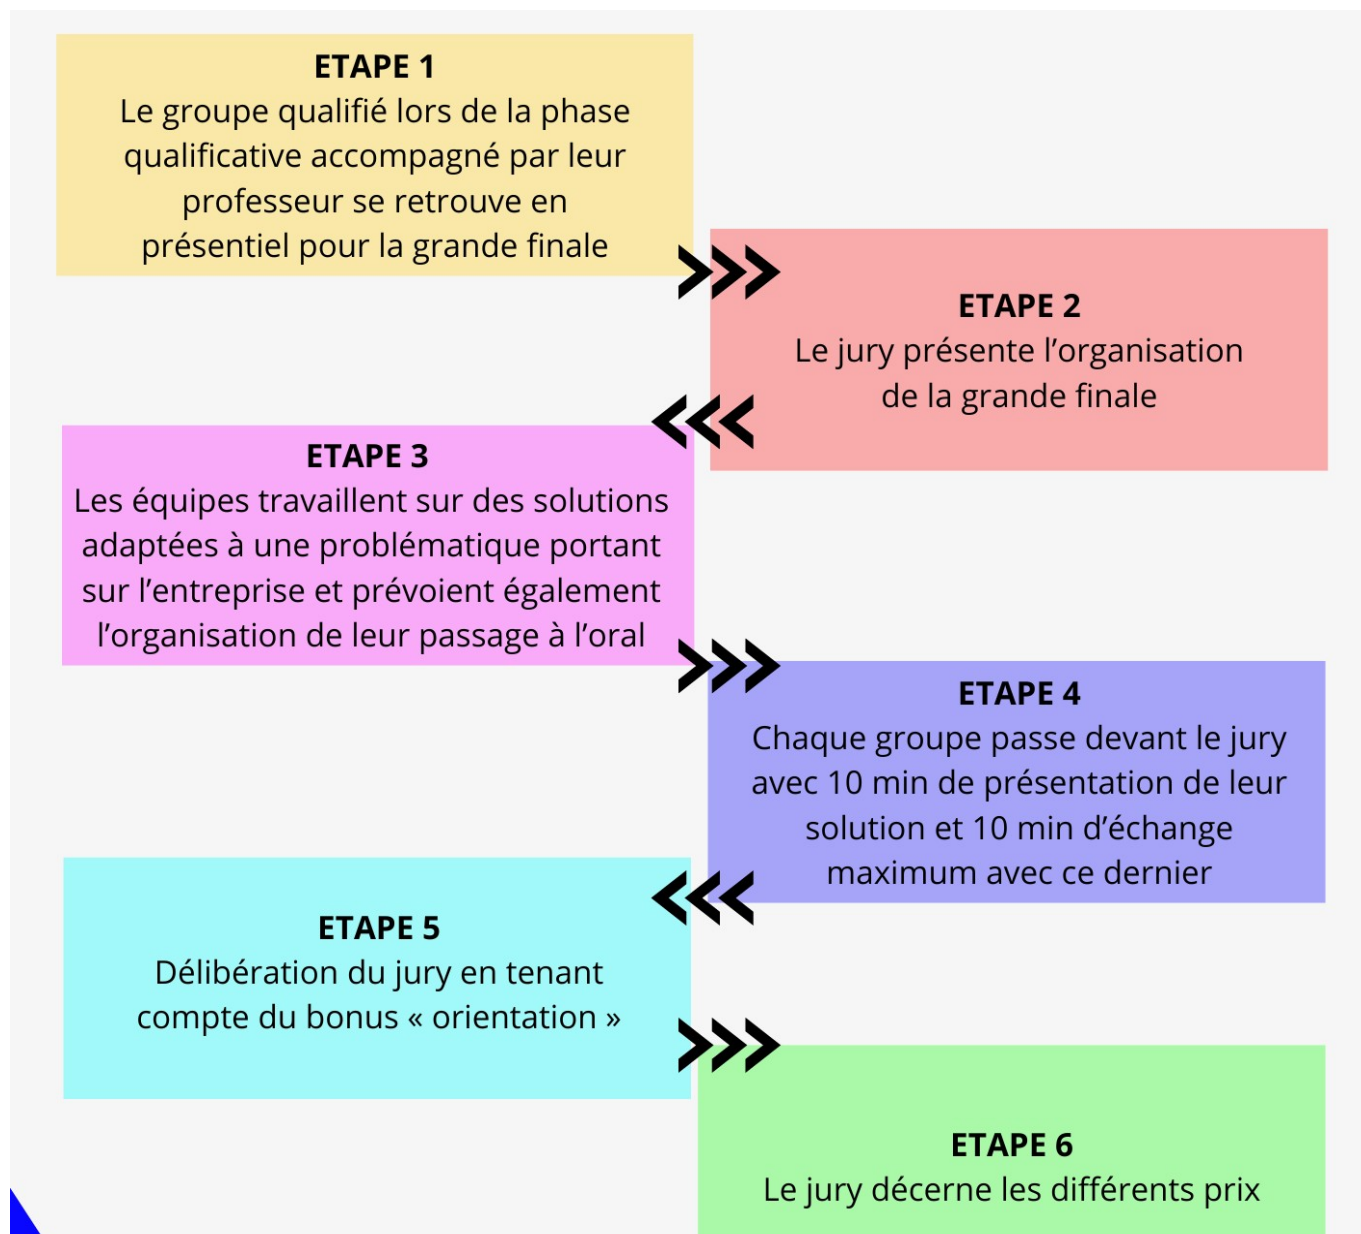 ETAPE 1
Le groupe qualifié lors de la phase
qualificative accompagné par leur
professeur se retrouve en
présentiel pour la grande finale
ETAPE 2
Le jury présente l’organisation
de la grande finale
ETAPE 3
Les équipes travaillent sur des solutions
adaptées à une problématique portant
sur l’entreprise et prévoient également
l’organisation de leur passage à l’oral
ETAPE 4
Chaque groupe passe devant le jury
avec 10 min de présentation de leur
solution et 10 min d’échange
maximum avec ce dernier
ETAPE 5
Délibération du jury en tenant
compte du bonus « orientation »
ETAPE 6
Le jury décerne les différents prix